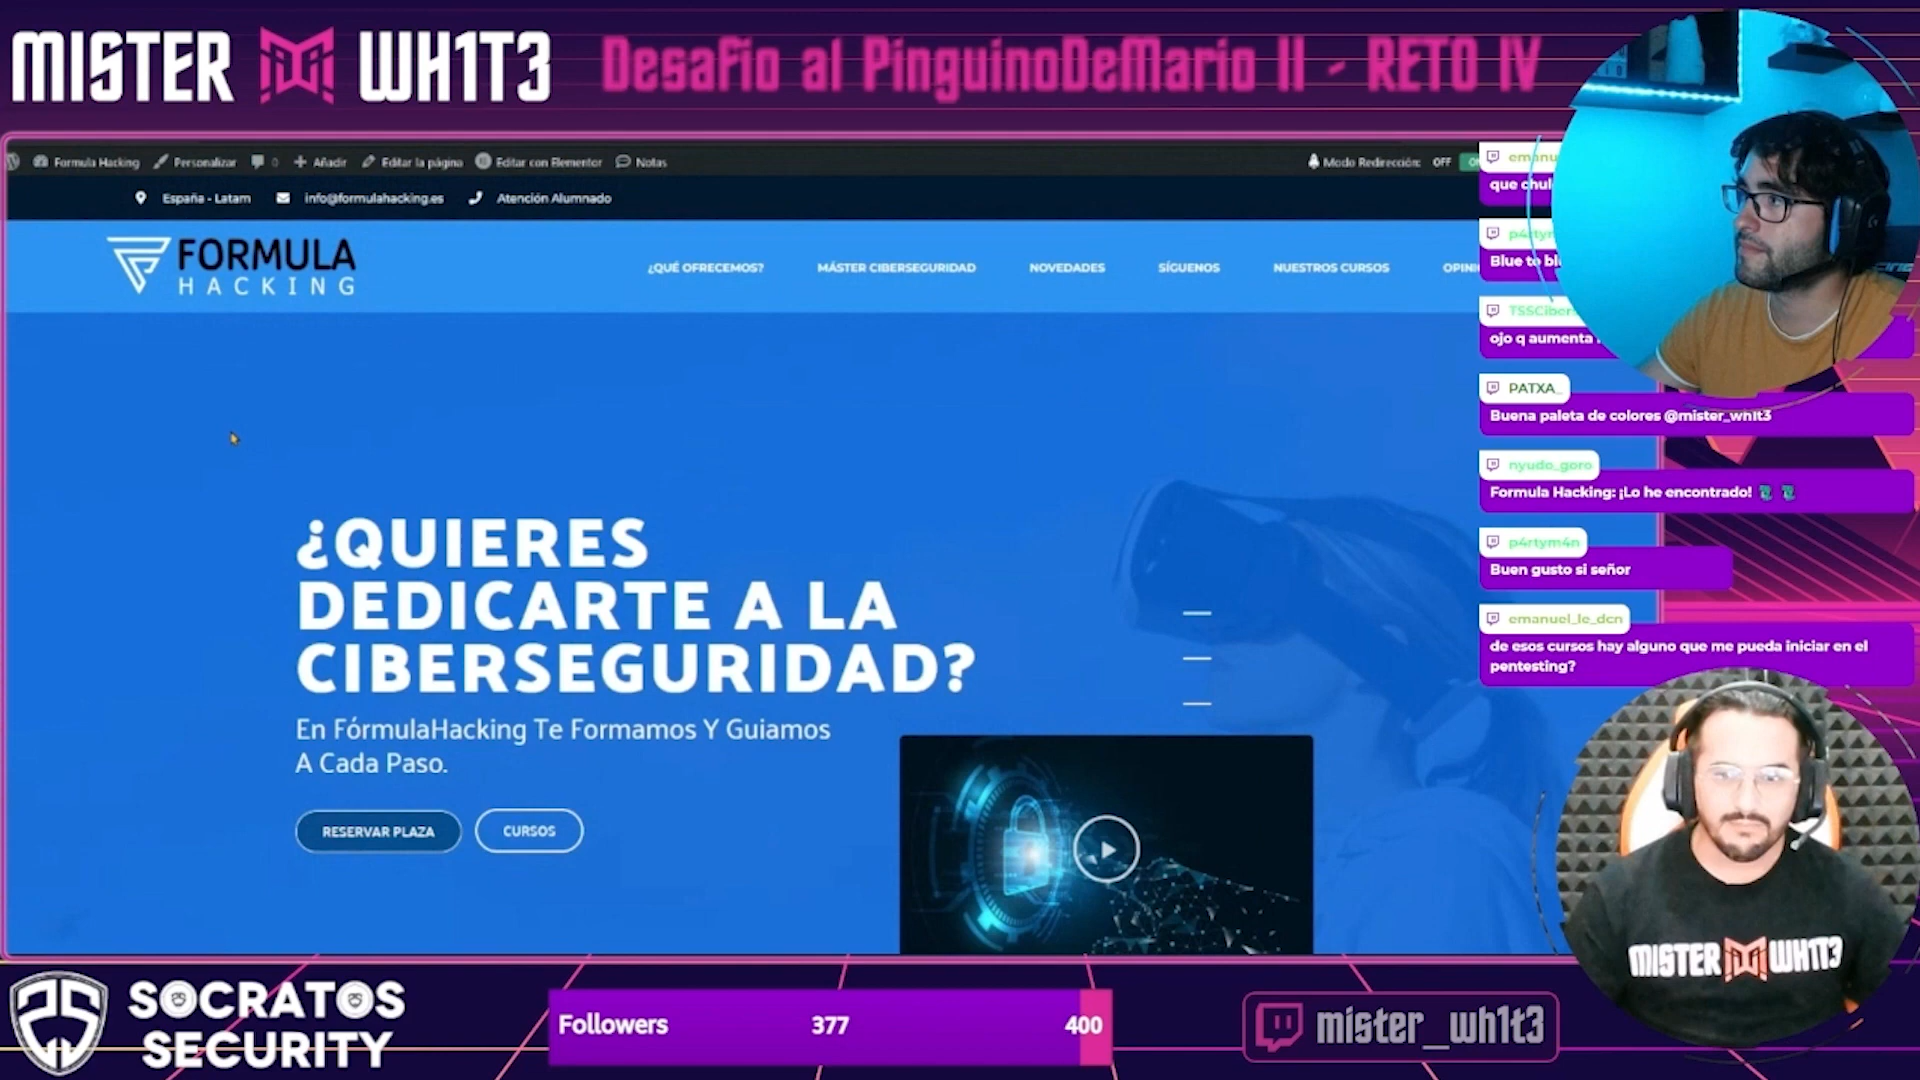 MISTER WH1T3
Desafío al PinguinoDeMario II - RETO IV
Formula Hacking
Personalizar
0
Añadir
Editar la página
Editar con Elementor
Notas
Modo Redirección: OFF
España - Latam
info@formulahacking.es
Atención Alumnado
FORMULA
HACKING
¿QUÉ OFRECEMOS?
MÁSTER CIBERSEGURIDAD
NOVEDADES
SÍGUENOS
NUESTROS CURSOS
¿QUIERES
DEDICARTE A LA
CIBERSEGURIDAD?
En FórmulaHacking Te Formamos Y Guiamos
A Cada Paso.
RESERVAR PLAZA
CURSOS
que
Blue to
ojo q aumenta
PATXA_
Buena paleta de colores @mister_wh1t3
nyudo_goro
Formula Hacking: ¡Lo he encontrado!
p4rtym4n
Buen gusto si señor
emanuel_le_dcn
de esos cursos hay alguno que me pueda iniciar en el
pentesting?
MISTER WH1T3
SOCRATOS
SECURITY
Followers
377
400
mister_wh1t3